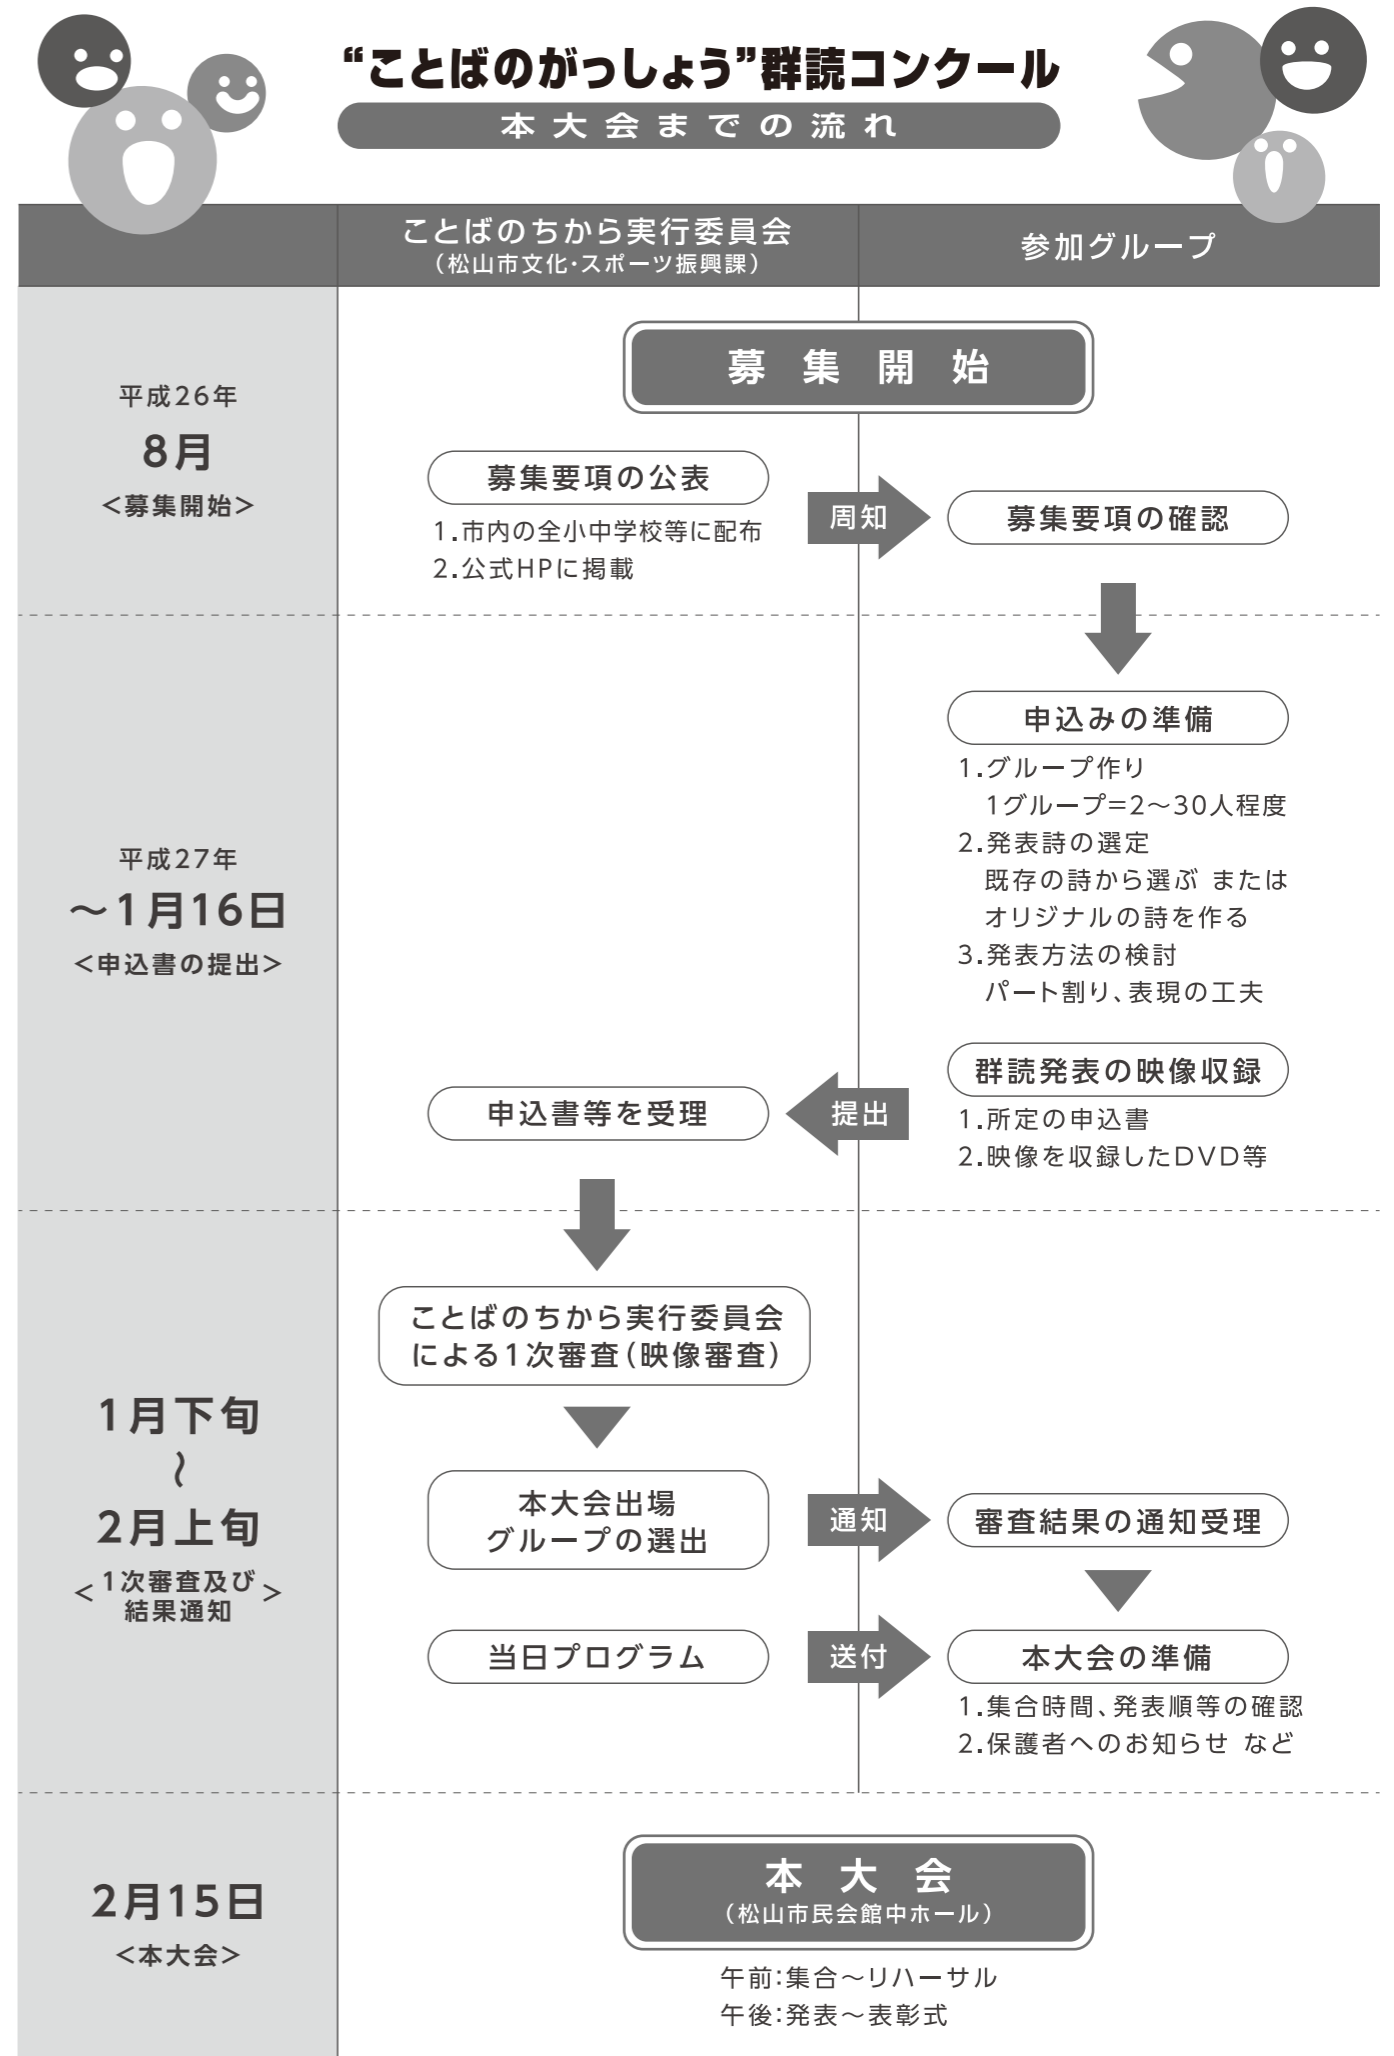 “ことばのがっしょう”群読コンクール
本大会までの流れ
ことばのちから実行委員会
（松山市文化・スポーツ振興課）
参加グループ
平成26年
8月
＜募集開始＞
募集開始
募集要項の公表
1.市内の全小中学校等に配布
2.公式HPに掲載
周知
募集要項の確認
平成27年
〜1月16日
＜申込書の提出＞
申込みの準備
1.グループ作り
1グループ=2〜30人程度
2.発表詩の選定
既存の詩から選ぶ または
オリジナルの詩を作る
3.発表方法の検討
パート割り、表現の工夫
群読発表の映像収録
1.所定の申込書
2.映像を収録したDVD等
提出
申込書等を受理
1月下旬
〜
2月上旬
＜1次審査及び
結果通知＞
ことばのちから実行委員会
による1次審査（映像審査）
本大会出場
グループの選出
通知
審査結果の通知受理
当日プログラム
送付
本大会の準備
1.集合時間、発表順等の確認
2.保護者へのお知らせ など
2月15日
＜本大会＞
本大会
（松山市民会館中ホール）
午前：集合〜リハーサル
午後：発表〜表彰式